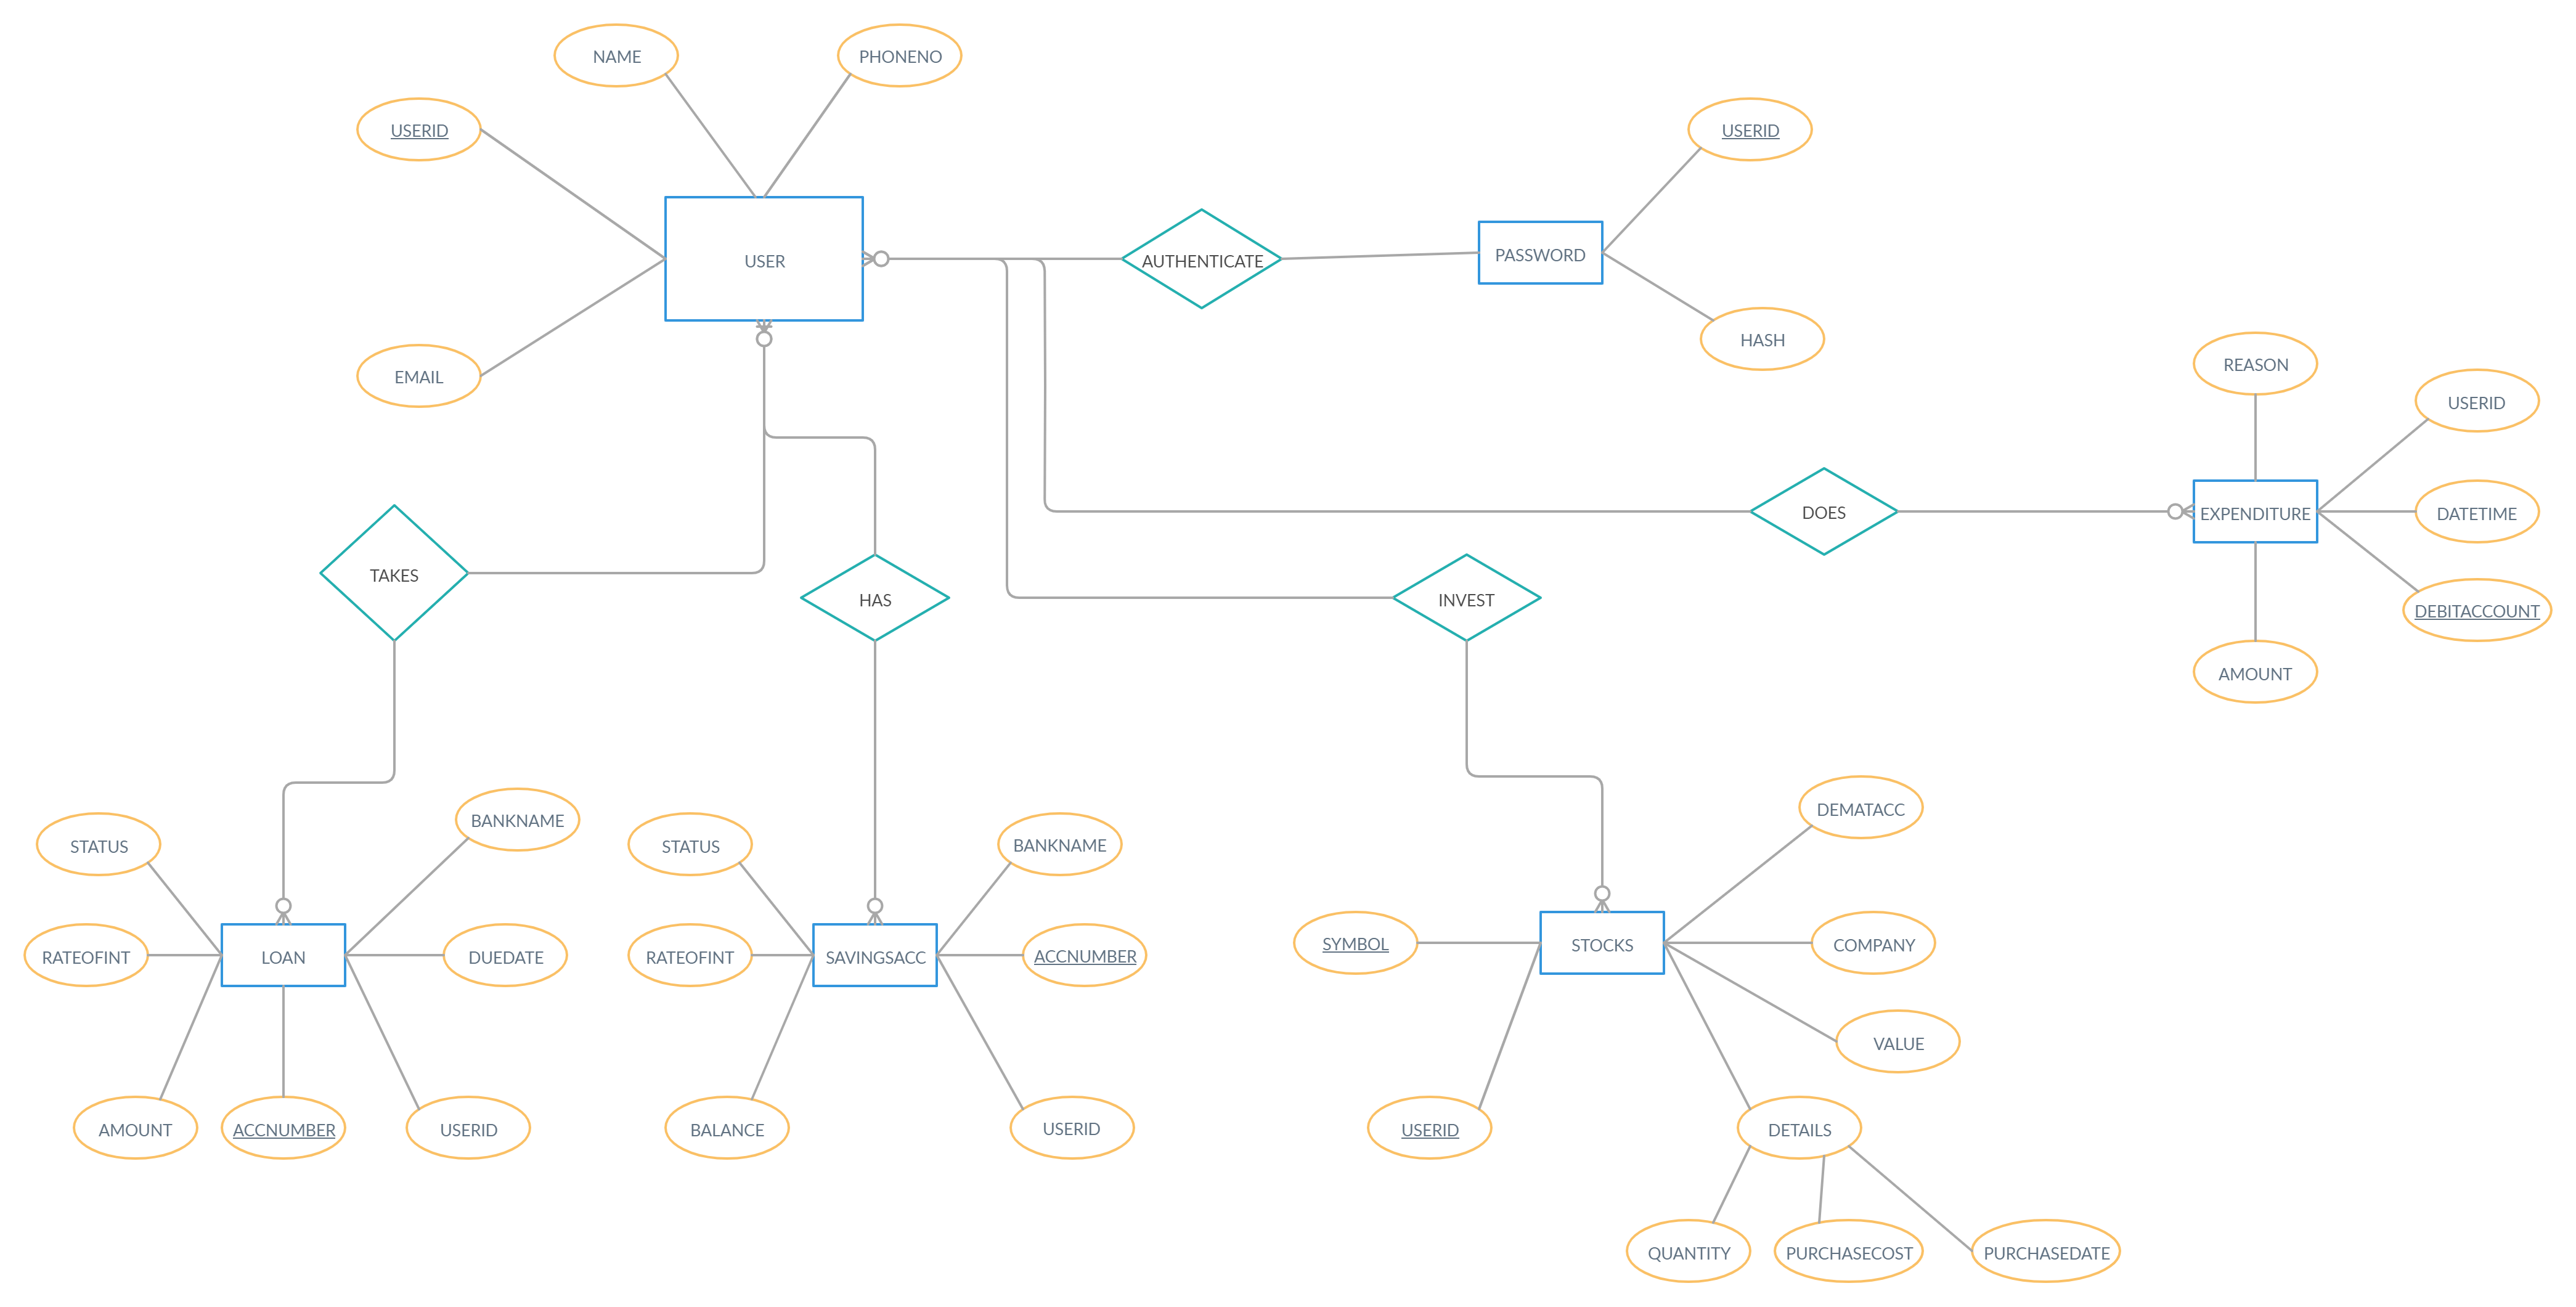 NAME
PHONENO
USERID
USERID
USER
AUTHENTICATE
PASSWORD
HASH
EMAIL
REASON
USERID
DOES
EXPENDITURE
DATETIME
TAKES
HAS
INVEST
DEBITACCOUNT
AMOUNT
DEMATACC
BANKNAME
STATUS
STATUS
BANKNAME
SYMBOL
STOCKS
COMPANY
RATEOFINT
LOAN
DUEDATE
RATEOFINT
SAVINGSACC
ACCNUMBER
VALUE
AMOUNT
ACCNUMBER
USERID
BALANCE
USERID
USERID
DETAILS
QUANTITY
PURCHASECOST
PURCHASEDATE